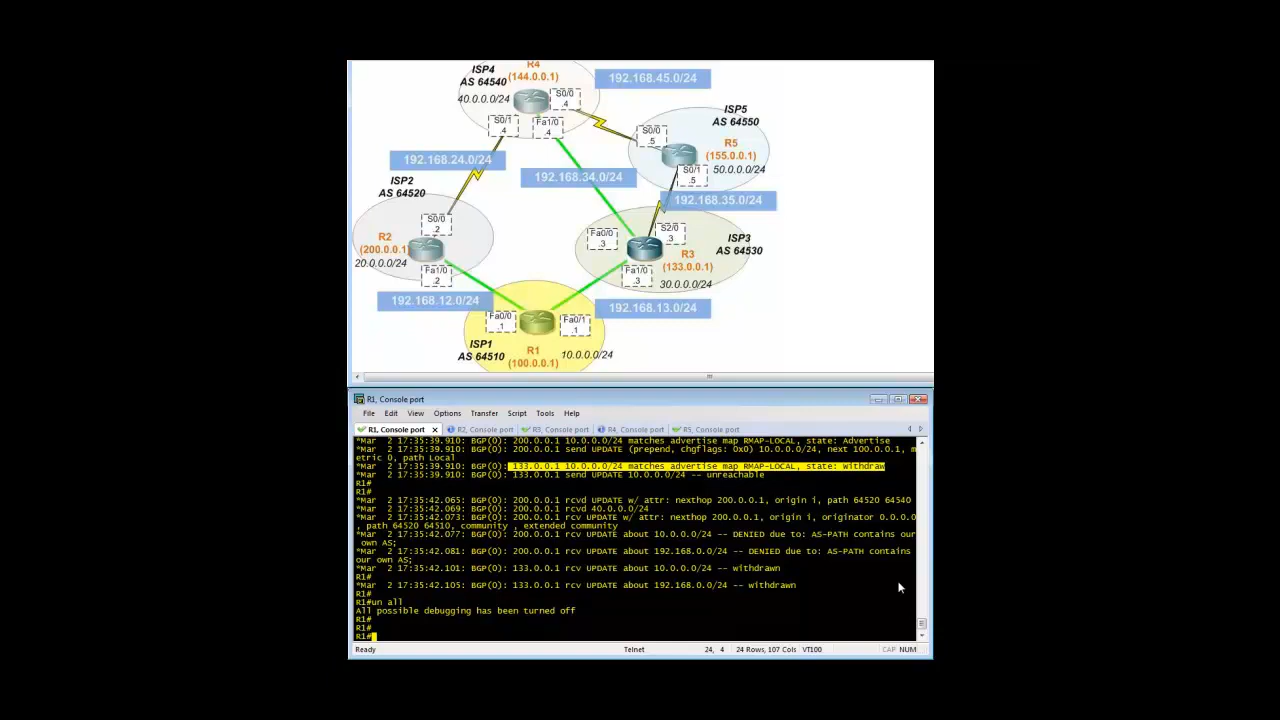 R4
ISP4
AS 64540
(144.0.0.1)
192.168.45.0/24
40.0.0.0/24
S0/0
.4
ISP5
AS 64550
S0/1
.4
Fa1/0
.4
S0/0
.5
R5
(155.0.0.1)
192.168.24.0/24
50.0.0.0/24
192.168.34.0/24
S0/1
.5
ISP2
AS 64520
192.168.35.0/24
S0/0
.2
R2
(200.0.0.1)
Fa0/0
.3
S2/0
.3
ISP3
AS 64530
R3
(133.0.0.1)
20.0.0.0/24
Fa1/0
.2
Fa1/0
.3
30.0.0.0/24
192.168.12.0/24
192.168.13.0/24
Fa0/0
.1
Fa0/1
.1
ISP1
AS 64510
R1
(100.0.0.1)
10.0.0.0/24
R1, Console port
File Edit View Options Transfer Script Tools Help
R1, Console port R2, Console port R3, Console port R4, Console port R5, Console port
*Mar  2 17:35:39.910: BGP(0): 200.0.0.1 10.0.0.0/24 matches advertise map RMAP-LOCAL, state: Advertise
*Mar  2 17:35:39.910: BGP(0): 200.0.0.1 send UPDATE (prepend, chgflags: 0x0) 10.0.0.0/24, next 100.0.0.1, m
etric 0, path Local
*Mar  2 17:35:39.910: BGP(0): 133.0.0.1 10.0.0.0/24 matches advertise map RMAP-LOCAL, state: withdraw
*Mar  2 17:35:39.910: BGP(0): 133.0.0.1 send UPDATE 10.0.0.0/24 -- unreachable
R1#
R1#
*Mar  2 17:35:42.065: BGP(0): 200.0.0.1 rcvd UPDATE w/ attr: nexthop 200.0.0.1, origin i, path 64520 64540
*Mar  2 17:35:42.069: BGP(0): 200.0.0.1 rcvd 40.0.0.0/24
*Mar  2 17:35:42.073: BGP(0): 200.0.0.1 rcv UPDATE w/ attr: nexthop 200.0.0.1, origin i, originator 0.0.0.0
, path 64520 64510, community , extended community
*Mar  2 17:35:42.077: BGP(0): 200.0.0.1 rcv UPDATE about 10.0.0.0/24 -- DENIED due to: AS-PATH contains our
own AS;
*Mar  2 17:35:42.081: BGP(0): 200.0.0.1 rcv UPDATE about 192.168.0.0/24 -- DENIED due to: AS-PATH contains
our own AS;
*Mar  2 17:35:42.101: BGP(0): 133.0.0.1 rcv UPDATE about 10.0.0.0/24 -- withdrawn
R1#
*Mar  2 17:35:42.105: BGP(0): 133.0.0.1 rcv UPDATE about 192.168.0.0/24 -- withdrawn
R1#
R1#un all
All possible debugging has been turned off
R1#
R1#
R1#
Ready Telnet 24, 4 24 Rows, 107 Cols VT100 CAP NUM